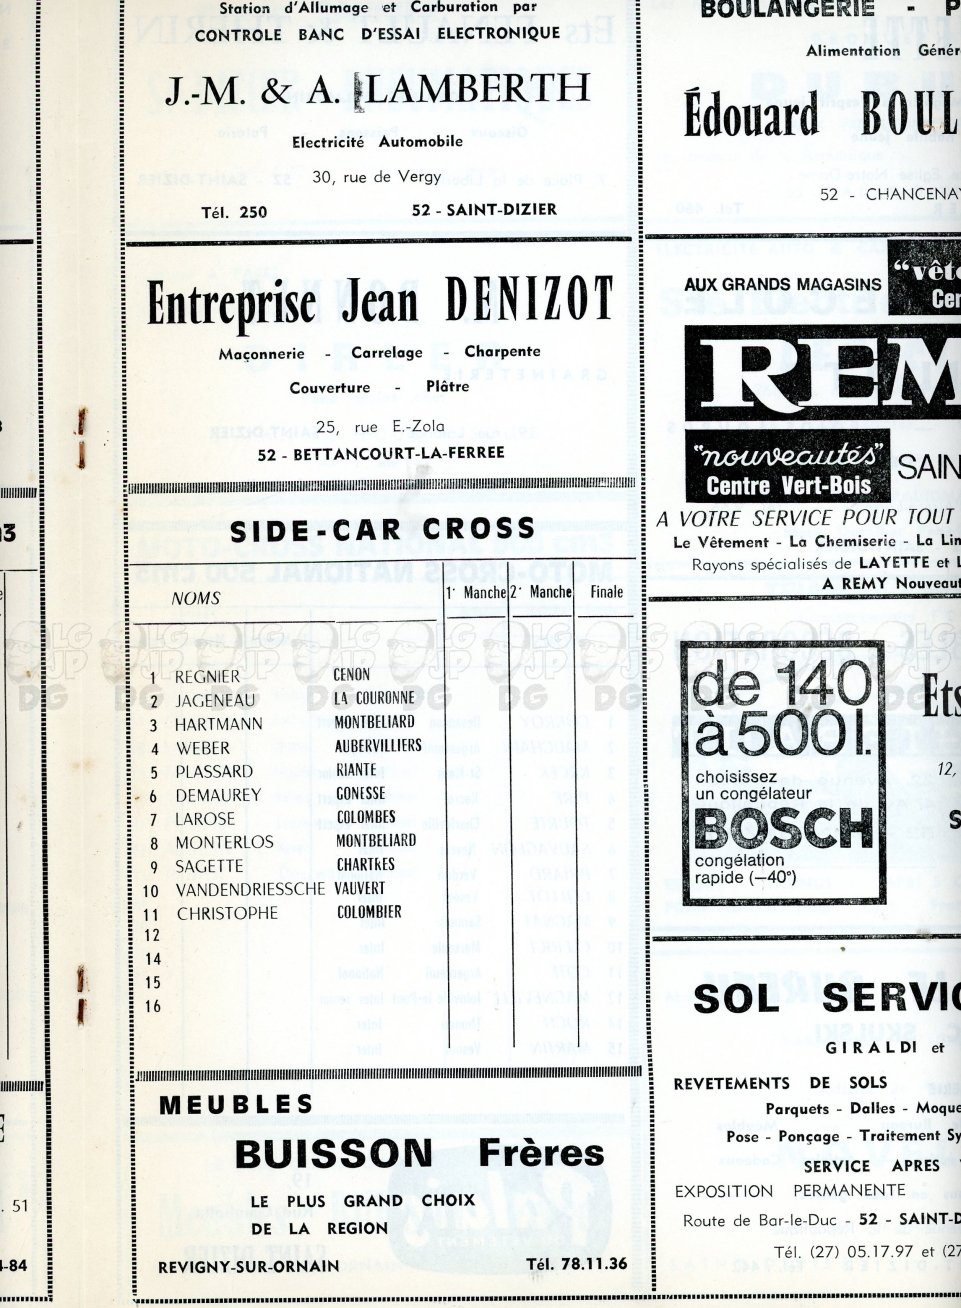 Station d'Allumage et Carburation par
CONTROLE BANC D'ESSAI ELECTRONIQUE
J.-M. & A. LAMBERTH
Electricité Automobile
30, rue de Vergy
Tél. 250 52 - SAINT-DIZIER
Entreprise Jean DENIZOT
Maçonnerie - Carrelage - Charpente
Couverture - Plâtre
25, rue E.-Zola
52 - BETTANCOURT-LA-FERREE
SIDE-CAR CROSS
NOMS 1re Manche 2e Manche Finale
1 REGNIER CENON
2 JAGENEAU LA COURONNE
3 HARTMANN MONTBELIARD
4 WEBER AUBERVILLIERS
5 PLASSARD RIANTE
6 DEMAUREY GONESSE
7 LAROSE COLOMBES
8 MONTERLOS MONTBELIARD
9 SAGETTE CHARTRES
10 VANDENDRIESSCHE VAUVERT
11 CHRISTOPHE COLOMBIER
12
14
15
16
MEUBLES
BUISSON Frères
LE PLUS GRAND CHOIX
DE LA REGION
REVIGNY-SUR-ORNAIN Tél. 78.11.36
BOULANGERIE - P
Alimentation Génér
Édouard BOUL
52 - CHANCENAY
AUX GRANDS MAGASINS
"vête
Cen
REM
"nouveautés"
Centre Vert-Bois
SAIN
A VOTRE SERVICE POUR TOUT
Le Vêtement - La Chemiserie - La Lin
Rayons spécialisés de LAYETTE et L
A REMY Nouveaut
de 140
à 500 l.
choisissez
un congélateur
BOSCH
congélation
rapide (-40°)
Ets
12,
S
SOL SERVIC
GIRALDI et
REVETEMENTS DE SOLS
Parquets - Dalles - Moque
Pose - Ponçage - Traitement Sy
SERVICE APRES V
EXPOSITION PERMANENTE
Route de Bar-le-Duc - 52 - SAINT-D
Tél. (27) 05.17.97 et (27
. 51
4-84
LG JP DG